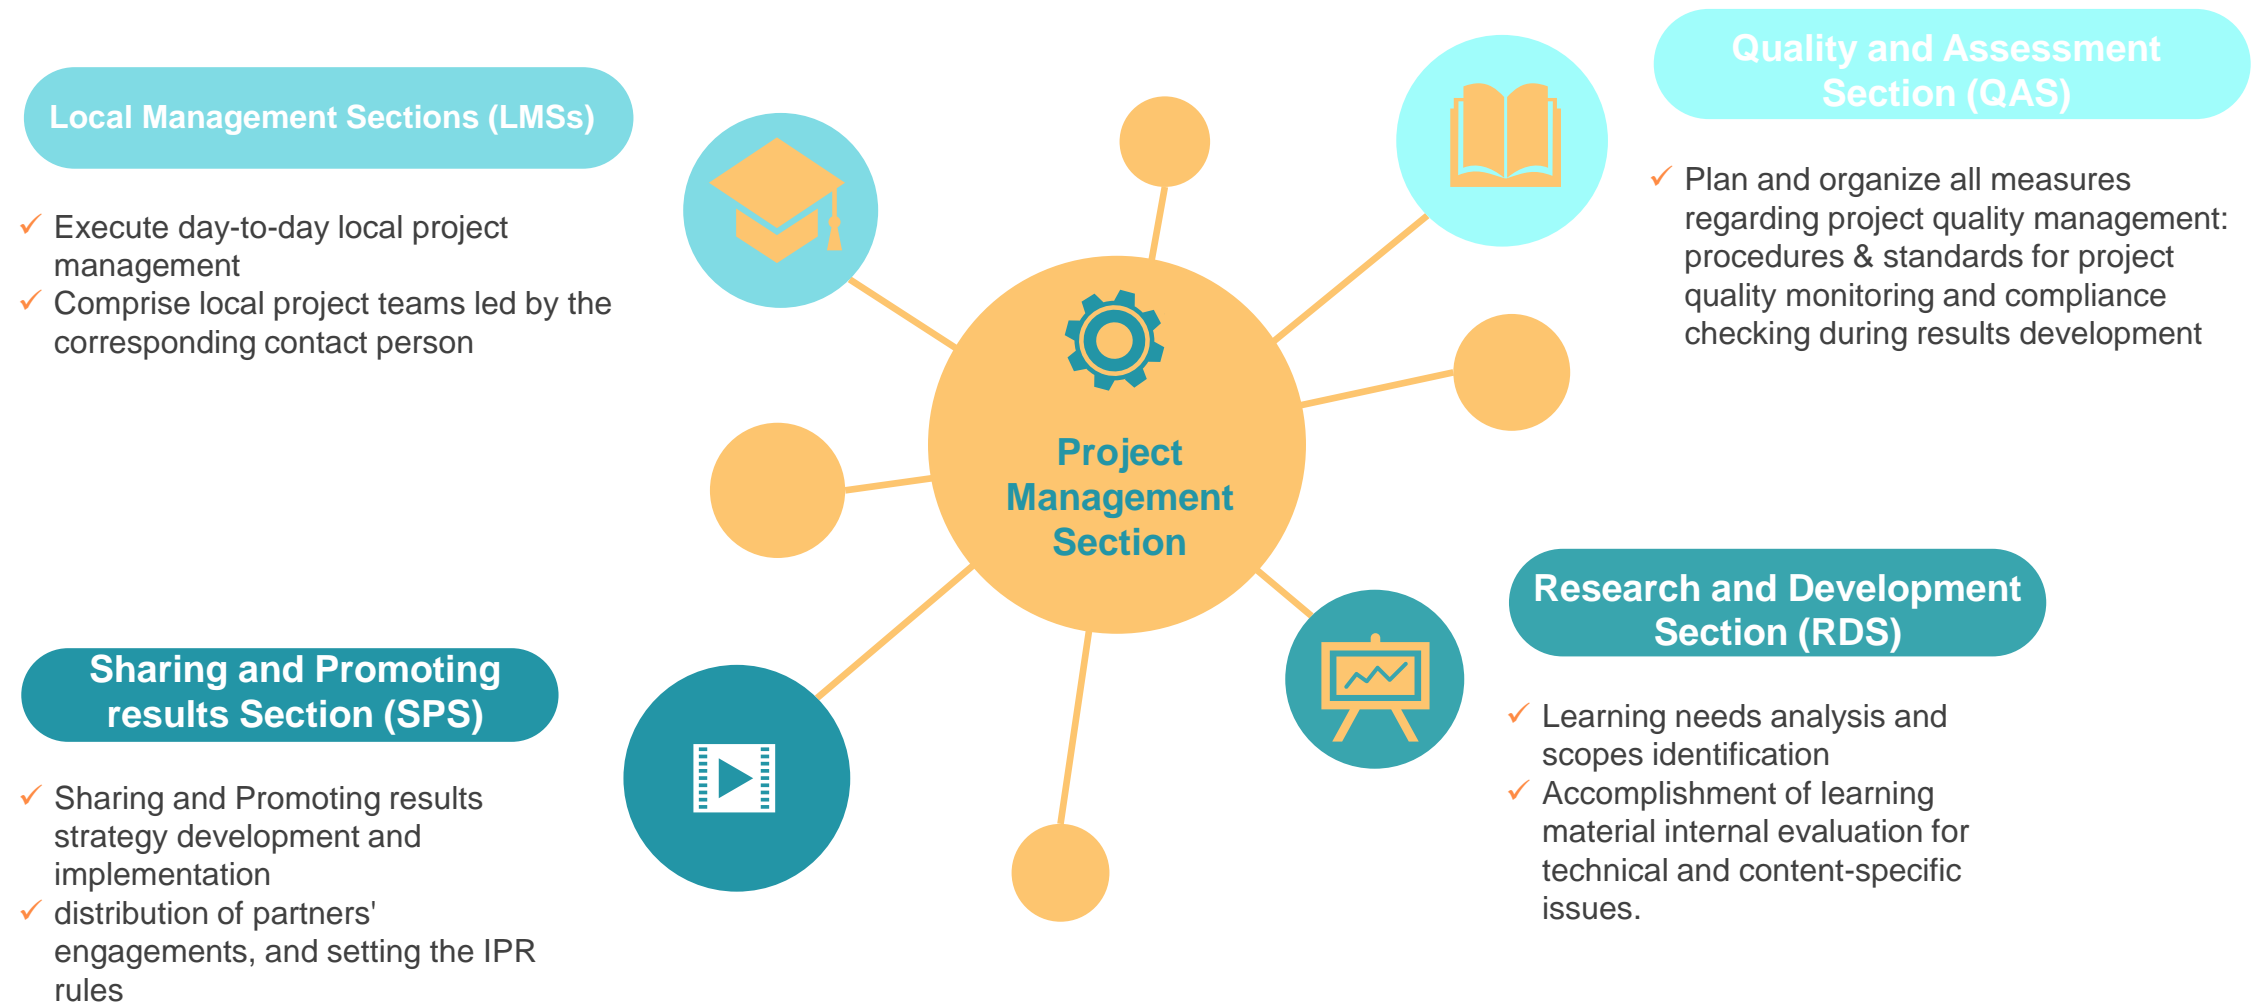 Local Management Sections (LMSs)
✓ Execute day-to-day local project
management
✓ Comprise local project teams led by the
corresponding contact person
Quality and Assessment
Section (QAS)
✓ Plan and organize all measures
regarding project quality management:
procedures & standards for project
quality monitoring and compliance
checking during results development
Project
Management
Section
Sharing and Promoting
results Section (SPS)
✓ Sharing and Promoting results
strategy development and
implementation
✓ distribution of partners'
engagements, and setting the IPR
rules
Research and Development
Section (RDS)
✓ Learning needs analysis and
scopes identification
✓ Accomplishment of learning
material internal evaluation for
technical and content-specific
issues.